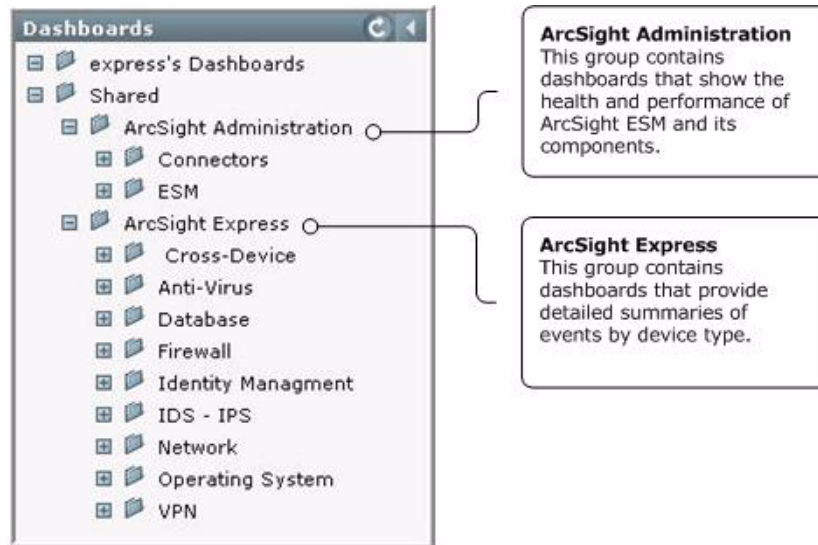 Dashboards
express's Dashboards
Shared
ArcSight Administration
Connectors
ESM
ArcSight Express
Cross-Device
Anti-Virus
Database
Firewall
Identity Managment
IDS - IPS
Network
Operating System
VPN
ArcSight Administration
This group contains
dashboards that show the
health and performance of
ArcSight ESM and its
components.
ArcSight Express
This group contains
dashboards that provide
detailed summaries of
events by device type.